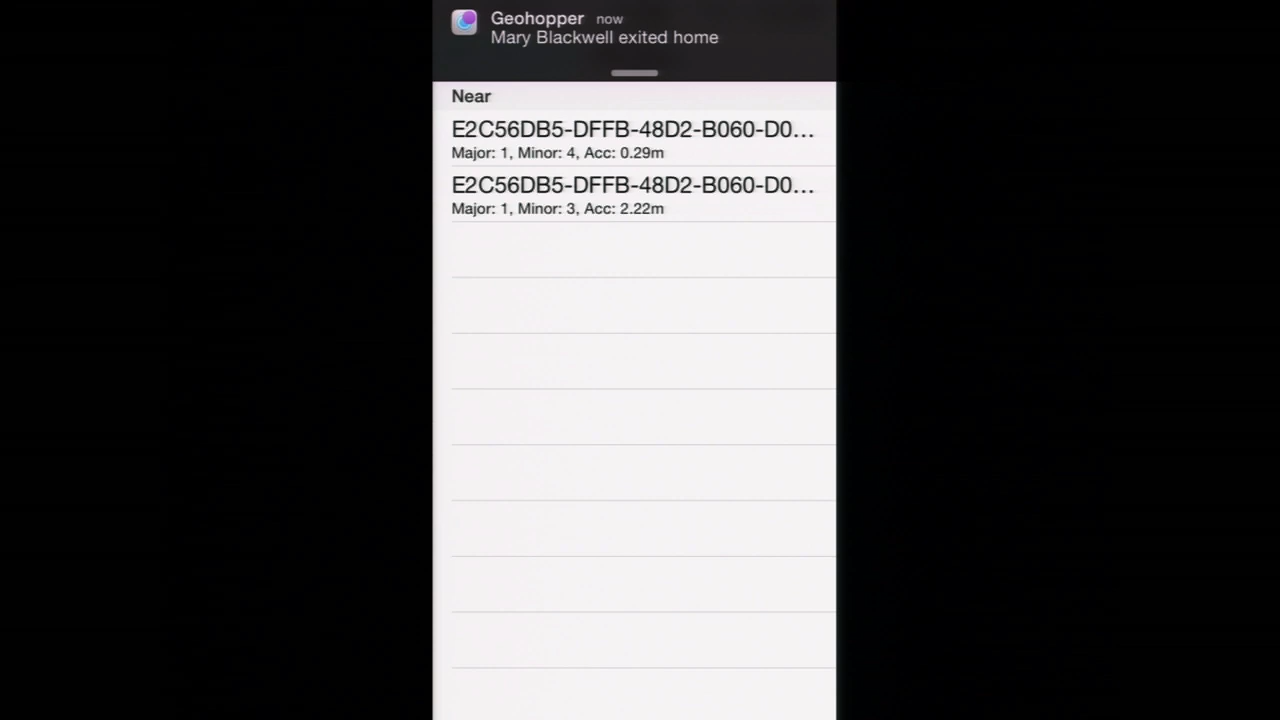 Geohopper now
Mary Blackwell exited home
Near
E2C56DB5-DFFB-48D2-B060-D0...
Major: 1, Minor: 4, Acc: 0.29m
E2C56DB5-DFFB-48D2-B060-D0...
Major: 1, Minor: 3, Acc: 2.22m